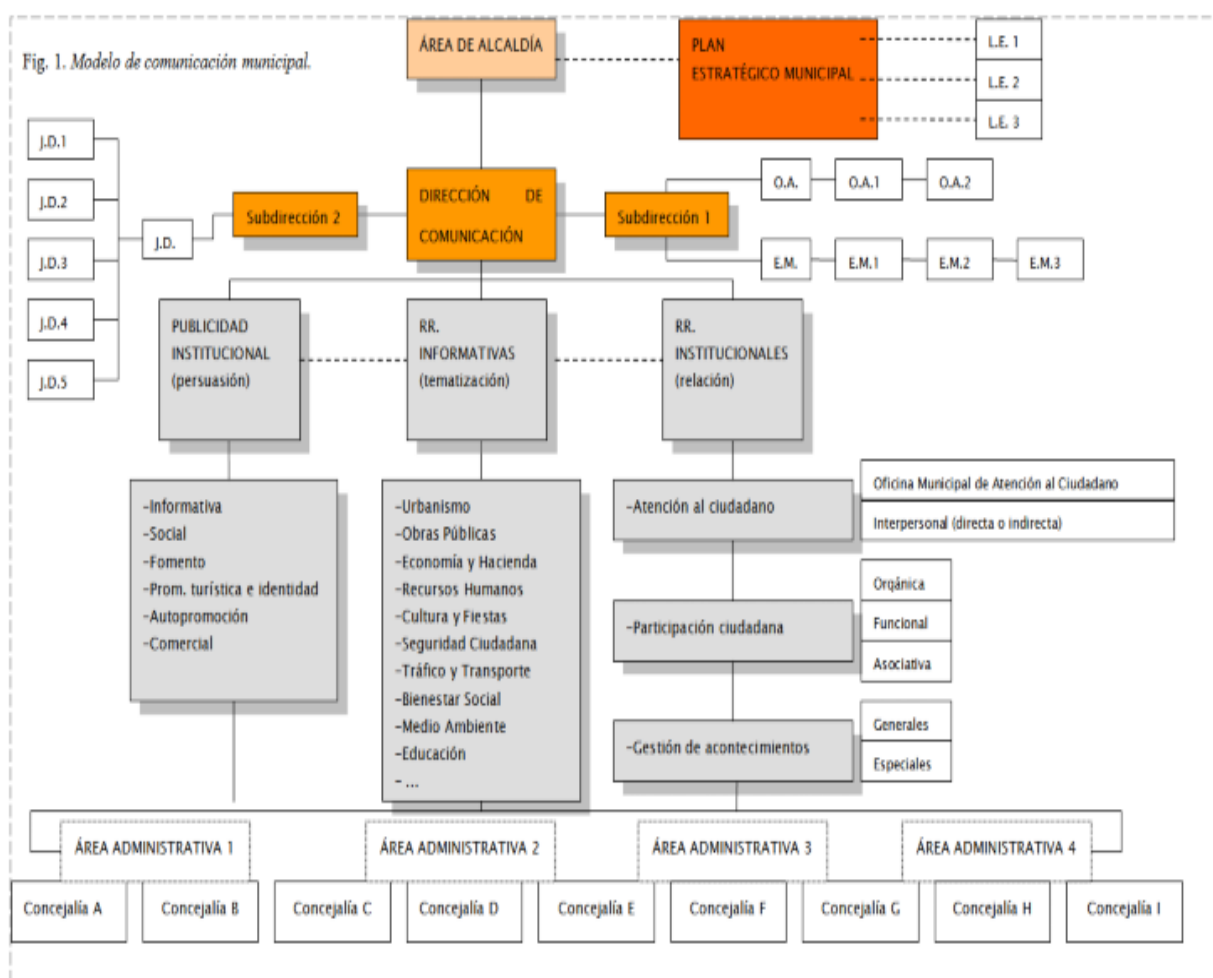 Fig. 1. Modelo de comunicación municipal.
ÁREA DE ALCALDÍA
PLAN
ESTRATÉGICO MUNICIPAL
L.E. 1
L.E. 2
L.E. 3
J.D.1
J.D.2
J.D.3
J.D.4
J.D.5
J.D.
Subdirección 2
DIRECCIÓN DE
COMUNICACIÓN
Subdirección 1
O.A.
O.A.1
O.A.2
E.M.
E.M.1
E.M.2
E.M.3
PUBLICIDAD
INSTITUCIONAL
(persuasión)
RR.
INFORMATIVAS
(tematización)
RR.
INSTITUCIONALES
(relación)
-Informativa
-Social
-Fomento
-Prom. turística e identidad
-Autopromoción
-Comercial
-Urbanismo
-Obras Públicas
-Economía y Hacienda
-Recursos Humanos
-Cultura y Fiestas
-Seguridad Ciudadana
-Tráfico y Transporte
-Bienestar Social
-Medio Ambiente
-Educación
- ...
-Atención al ciudadano
Oficina Municipal de Atención al Ciudadano
Interpersonal (directa o indirecta)
-Participación ciudadana
Orgánica
Funcional
Asociativa
-Gestión de acontecimientos
Generales
Especiales
ÁREA ADMINISTRATIVA 1
ÁREA ADMINISTRATIVA 2
ÁREA ADMINISTRATIVA 3
ÁREA ADMINISTRATIVA 4
Concejalía A
Concejalía B
Concejalía C
Concejalía D
Concejalía E
Concejalía F
Concejalía G
Concejalía H
Concejalía I